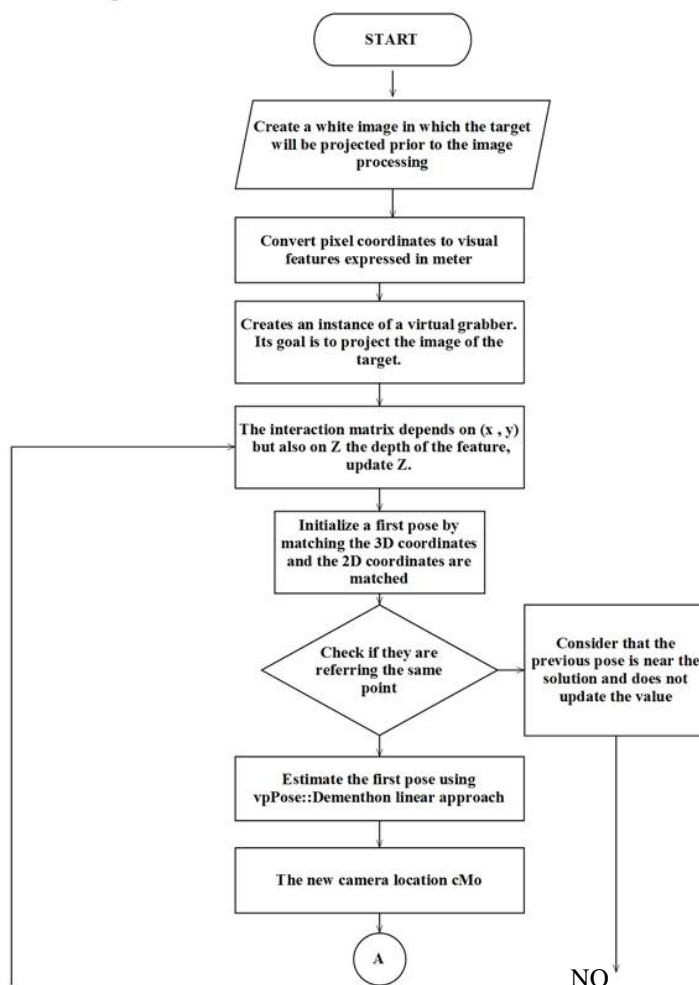 START
Create a white image in which the target
will be projected prior to the image
processing
Convert pixel coordinates to visual
features expressed in meter
Creates an instance of a virtual grabber.
Its goal is to project the image of the
target.
The interaction matrix depends on (x , y)
but also on Z the depth of the feature,
update Z.
Initialize a first pose by
matching the 3D coordinates
and the 2D coordinates are
matched
Check if they are
referring the same
point
Consider that the
previous pose is near the
solution and does not
update the value
Estimate the first pose using
vpPose::Dementhon linear approach
The new camera location cMo
A
NO